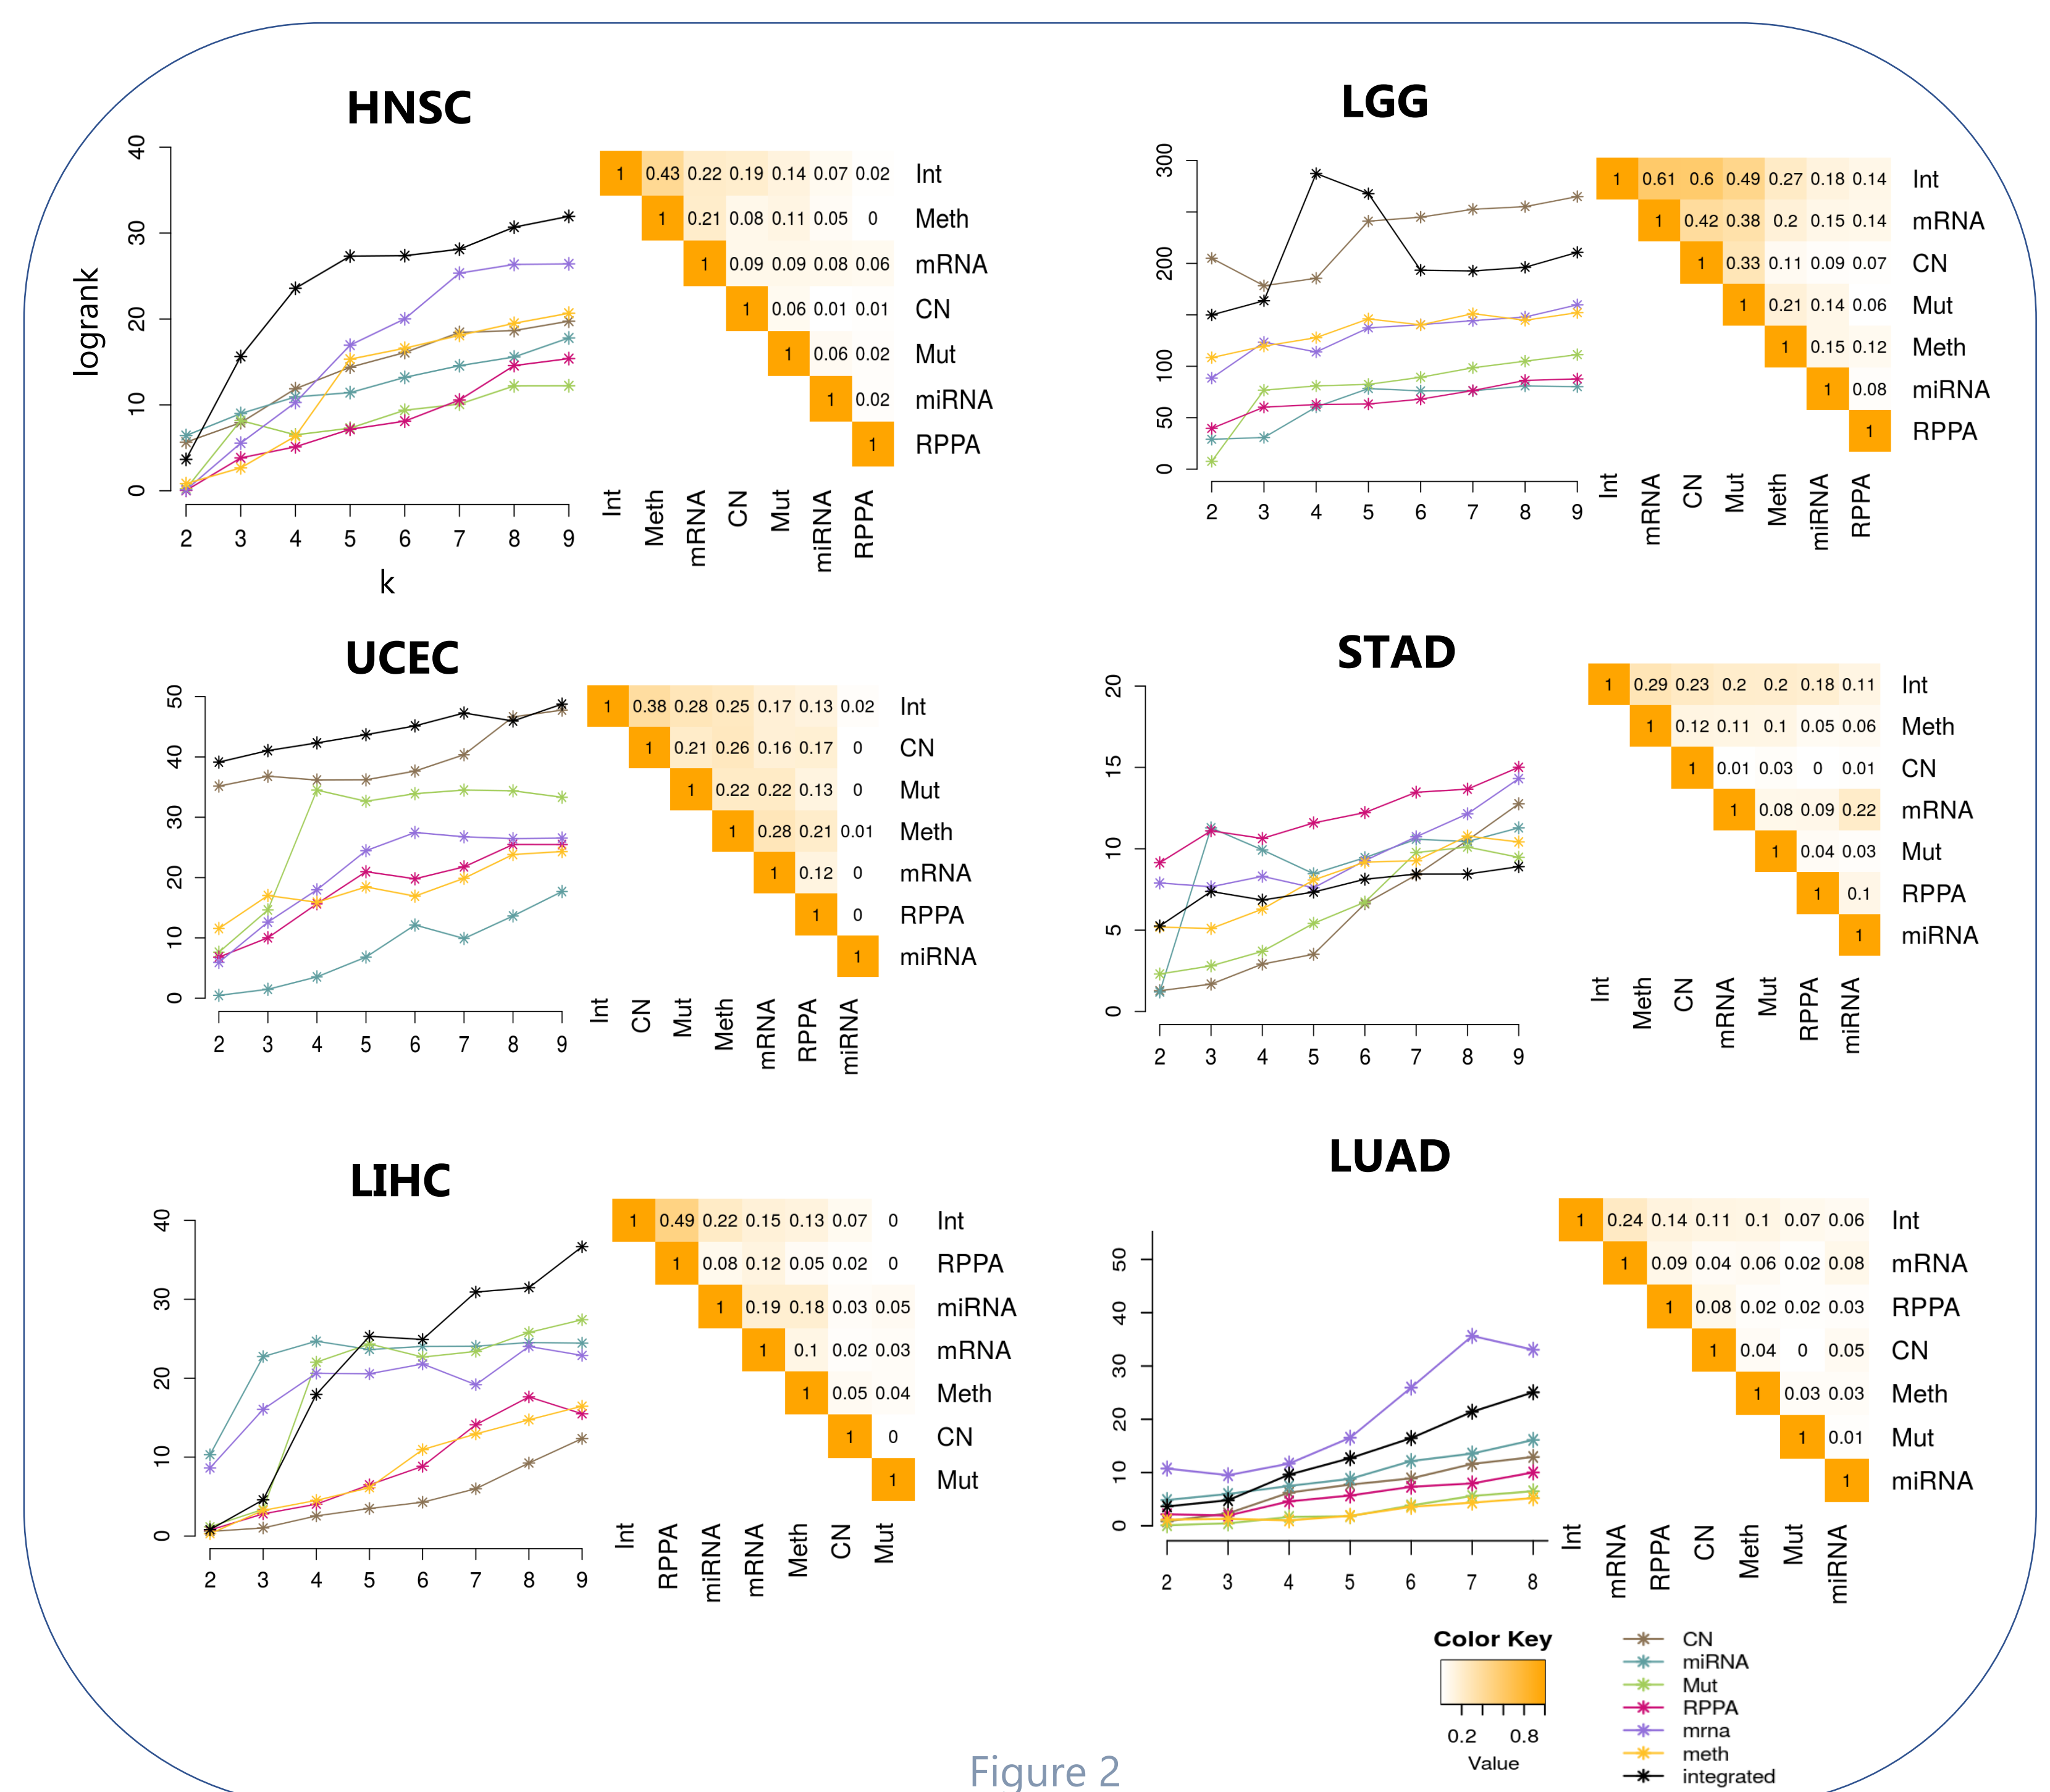 HNSC
40
30
20
10
0
logrank
2 3 4 5 6 7 8 9
k
1 0.43 0.22 0.19 0.14 0.07 0.02 Int
1 0.21 0.08 0.11 0.05 0 Meth
1 0.09 0.09 0.08 0.06 mRNA
1 0.06 0.01 0.01 CN
1 0.06 0.02 Mut
1 0.02 miRNA
1 RPPA
Int Meth mRNA CN Mut miRNA RPPA
LGG
300
200
100
50
0
2 3 4 5 6 7 8 9
1 0.61 0.6 0.49 0.27 0.18 0.14 Int
1 0.42 0.38 0.2 0.15 0.14 mRNA
1 0.33 0.11 0.09 0.07 CN
1 0.21 0.14 0.06 Mut
1 0.15 0.12 Meth
1 0.08 miRNA
1 RPPA
Int mRNA CN Mut Meth miRNA RPPA
UCEC
50
40
30
20
10
0
2 3 4 5 6 7 8 9
1 0.38 0.28 0.25 0.17 0.13 0.02 Int
1 0.21 0.26 0.16 0.17 0 CN
1 0.22 0.22 0.13 0 Mut
1 0.28 0.21 0.01 Meth
1 0.12 0 mRNA
1 0 RPPA
1 miRNA
Int CN Mut Meth mRNA RPPA miRNA
STAD
20
15
10
5
0
2 3 4 5 6 7 8 9
1 0.29 0.23 0.2 0.2 0.18 0.11 Int
1 0.12 0.11 0.1 0.05 0.06 Meth
1 0.01 0.03 0 0.01 CN
1 0.08 0.09 0.22 mRNA
1 0.04 0.03 Mut
1 0.1 RPPA
1 miRNA
Int Meth CN mRNA Mut RPPA miRNA
LIHC
40
30
20
10
0
2 3 4 5 6 7 8 9
1 0.49 0.22 0.15 0.13 0.07 0 Int
1 0.08 0.12 0.05 0.02 0 RPPA
1 0.19 0.18 0.03 0.05 miRNA
1 0.1 0.02 0.03 mRNA
1 0.05 0.04 Meth
1 0 CN
1 Mut
Int RPPA miRNA mRNA Meth CN Mut
LUAD
50
40
30
20
10
0
2 3 4 5 6 7 8
1 0.24 0.14 0.11 0.1 0.07 0.06 Int
1 0.09 0.04 0.06 0.02 0.08 mRNA
1 0.08 0.02 0.02 0.03 RPPA
1 0.04 0 0.05 CN
1 0.03 0.03 Meth
1 0.01 Mut
1 miRNA
Int mRNA RPPA CN Meth Mut miRNA
Color Key
0.2 0.8
Value
CN
miRNA
Mut
RPPA
mrna
meth
integrated
Figure 2